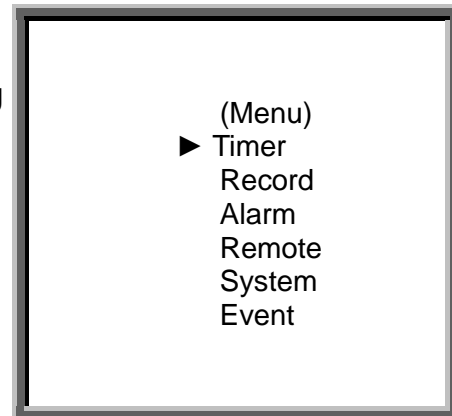 (Menu)
► Timer
Record
Alarm
Remote
System
Event